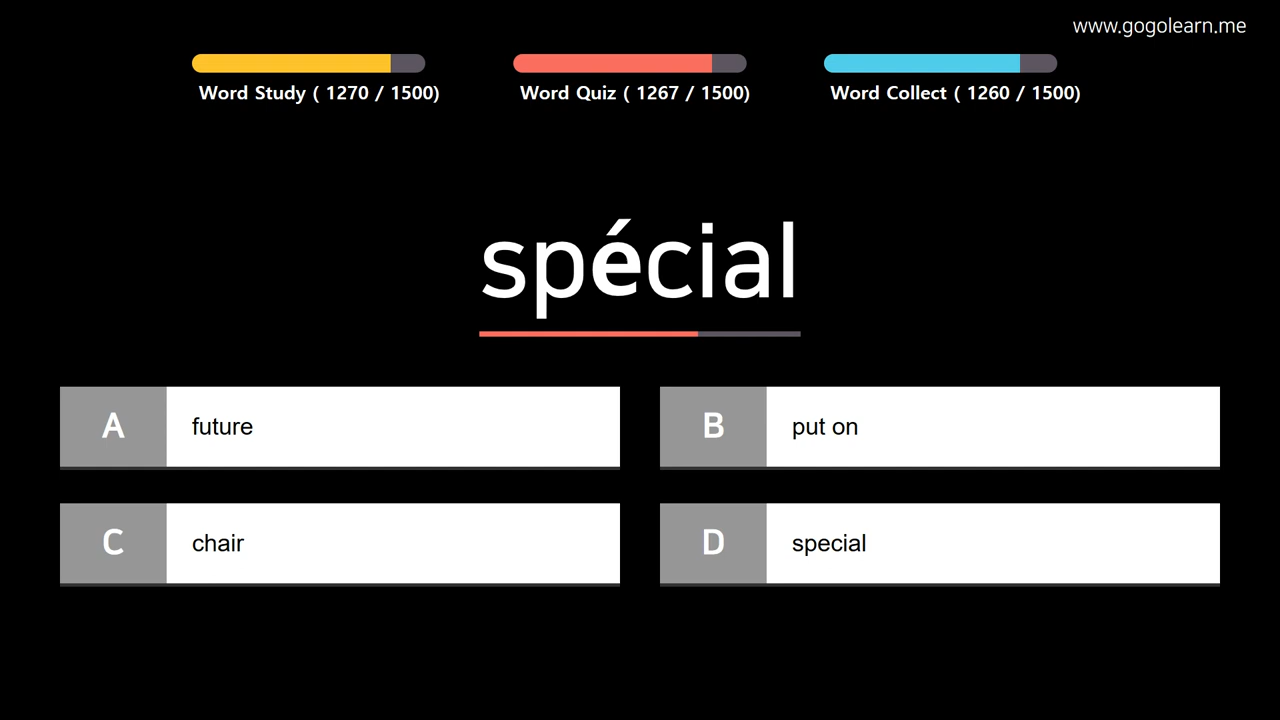 www.gogolearn.me
Word Study ( 1270 / 1500)
Word Quiz ( 1267 / 1500)
Word Collect ( 1260 / 1500)
spécial
A future
B put on
C chair
D special